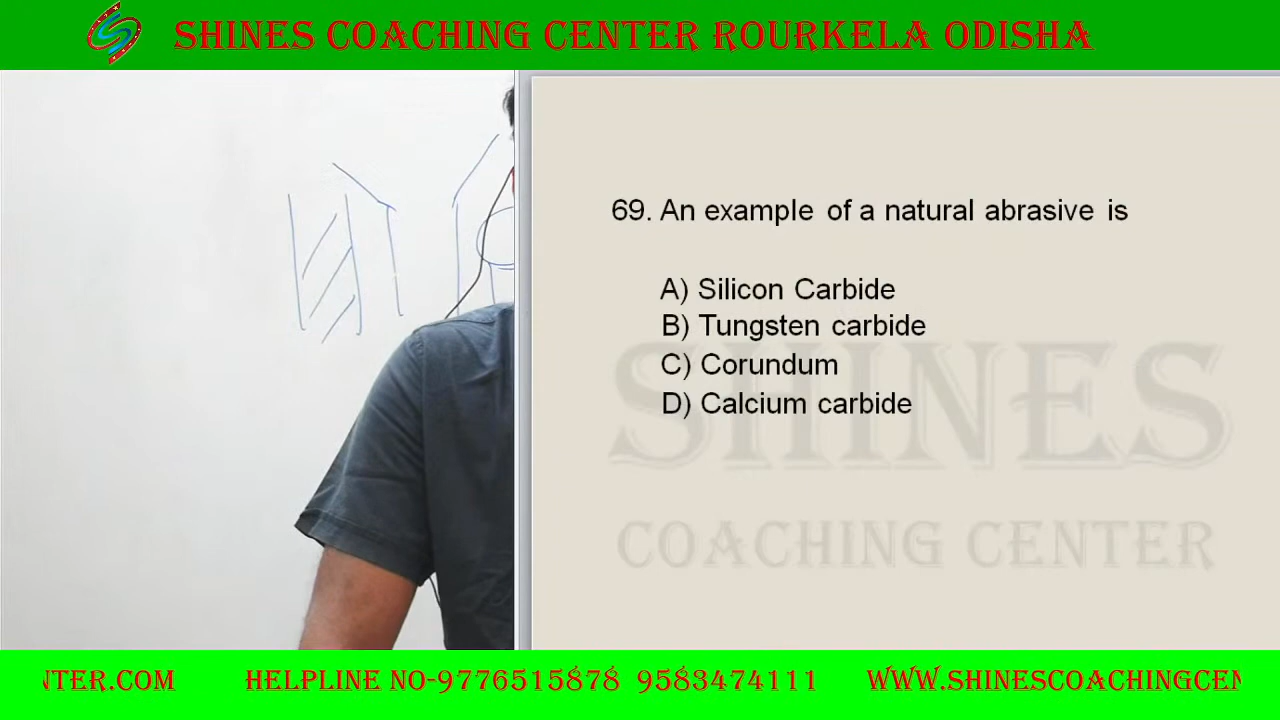 SHINES COACHING CENTER ROURKELA ODISHA
69. An example of a natural abrasive is
A) Silicon Carbide
B) Tungsten carbide
C) Corundum
D) Calcium carbide
SHINES
COACHING CENTER
NTER.COM HELPLINE NO-9776515878 9583474111 WWW.SHINESCOACHINGCEN